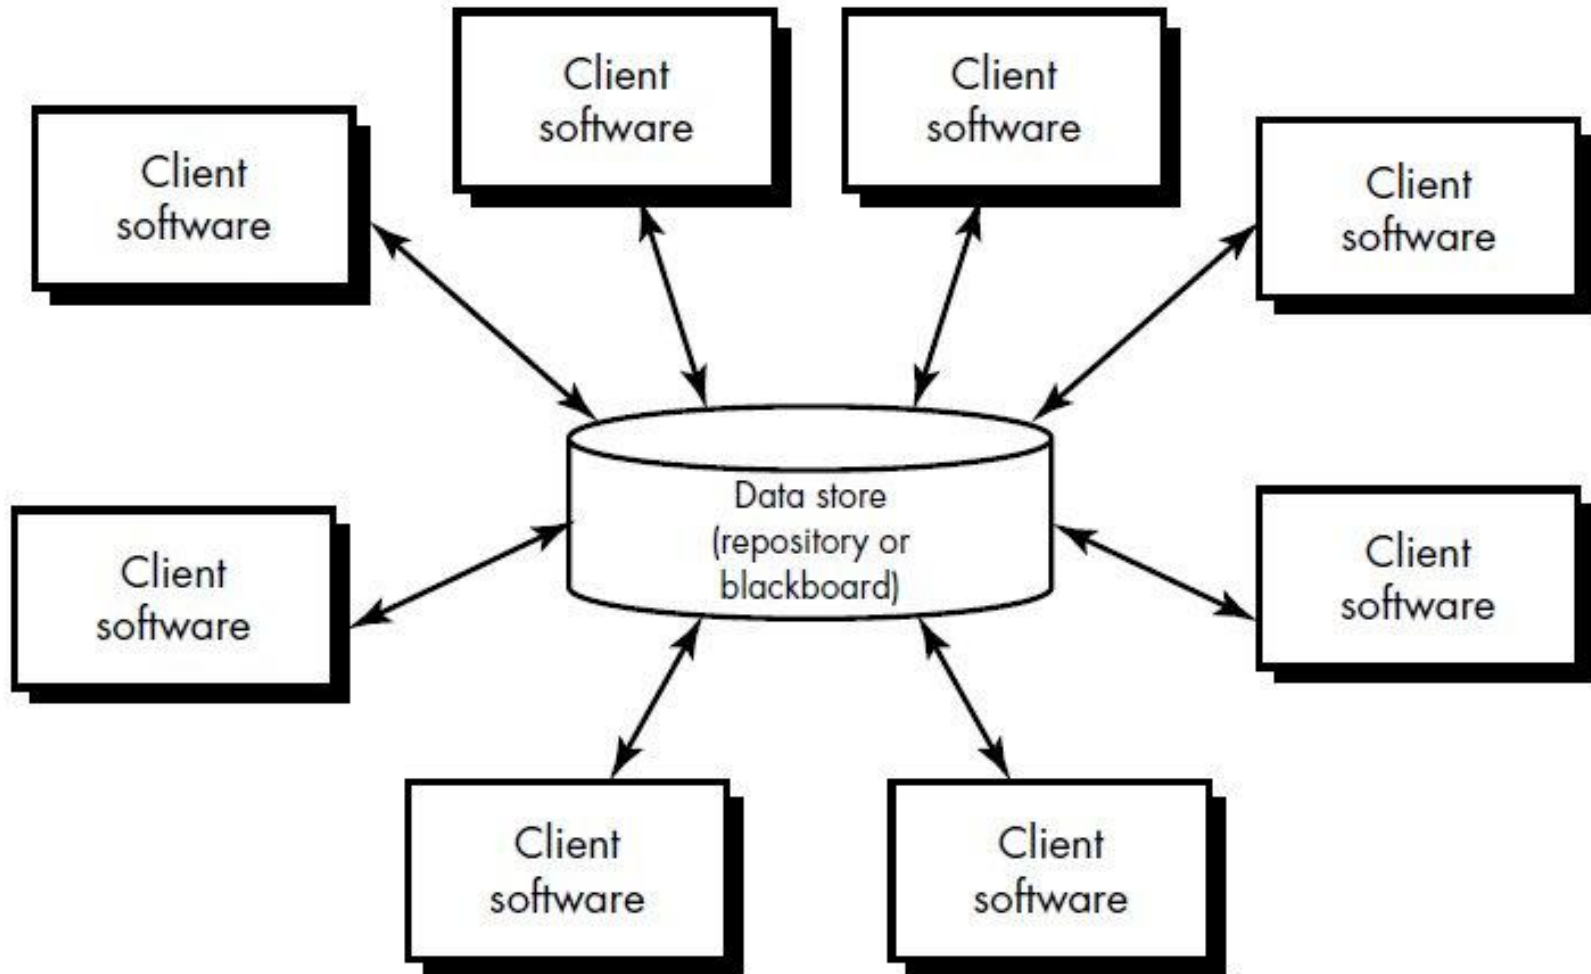 Client
software
Client
software
Client
software
Client
software
Data store
(repository or
blackboard)
Client
software
Client
software
Client
software
Client
software